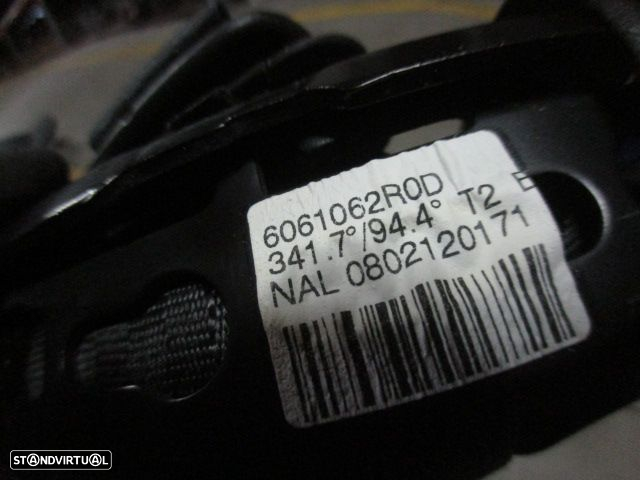 6061062R0D
341.7°/94.4° T2 E
NAL 0802120171
STANDVIRTUAL